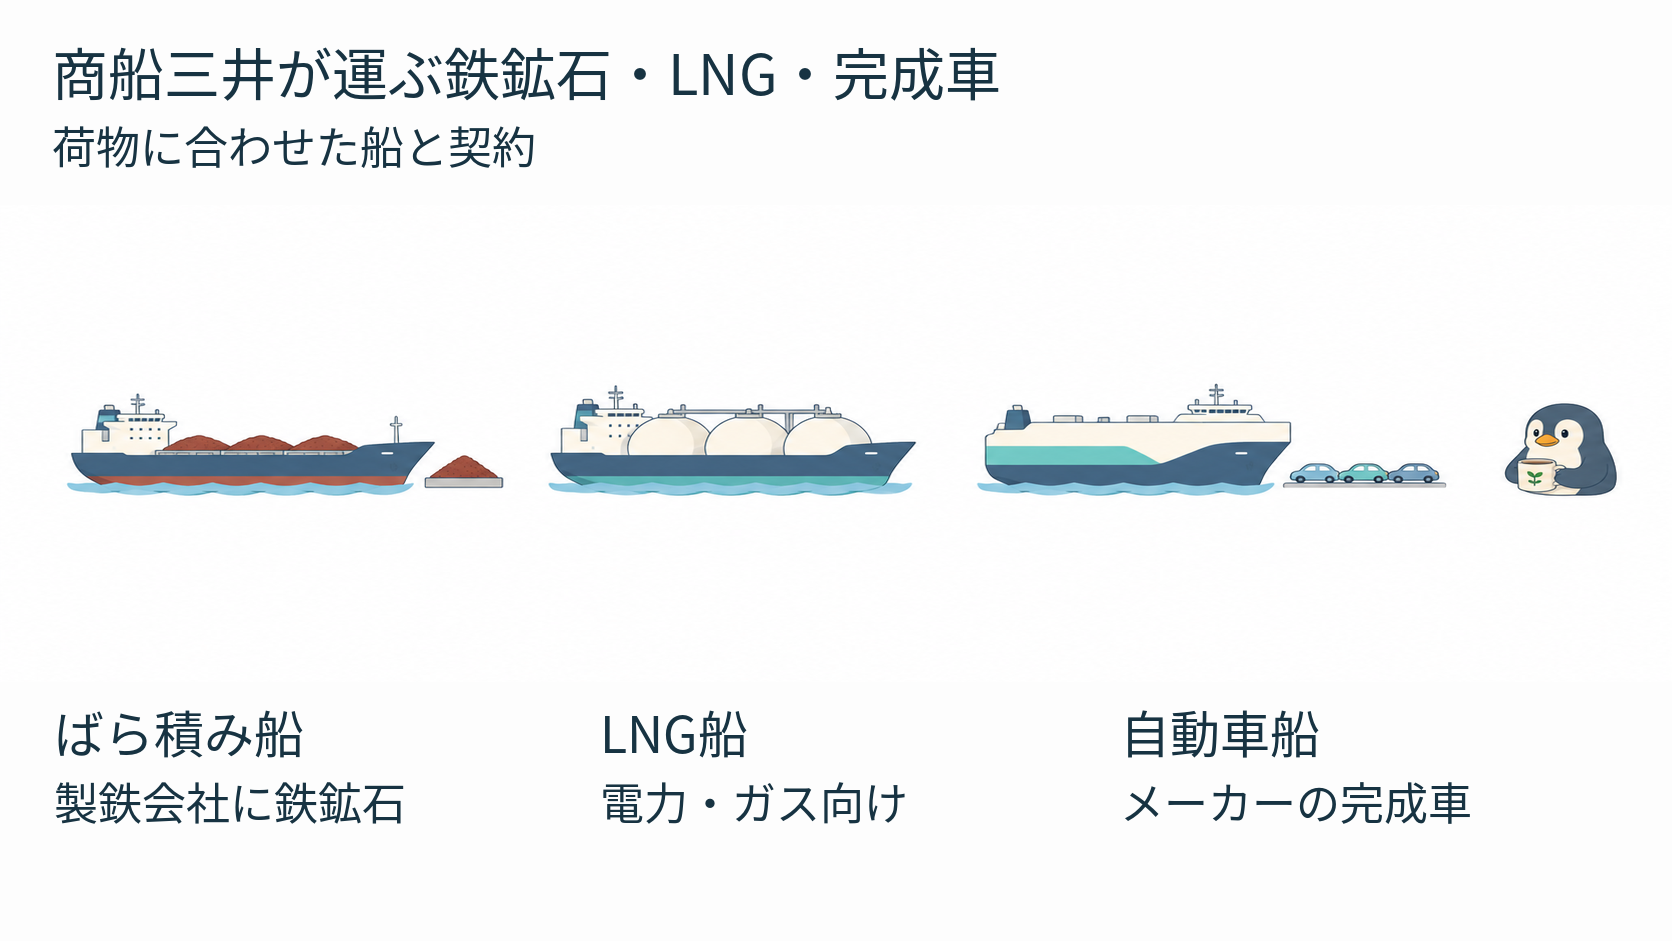 商船三井が運ぶ鉄鉱石・LNG・完成車
荷物に合わせた船と契約
ばら積み船
製鉄会社に鉄鉱石
LNG船
電力・ガス向け
自動車船
メーカーの完成車